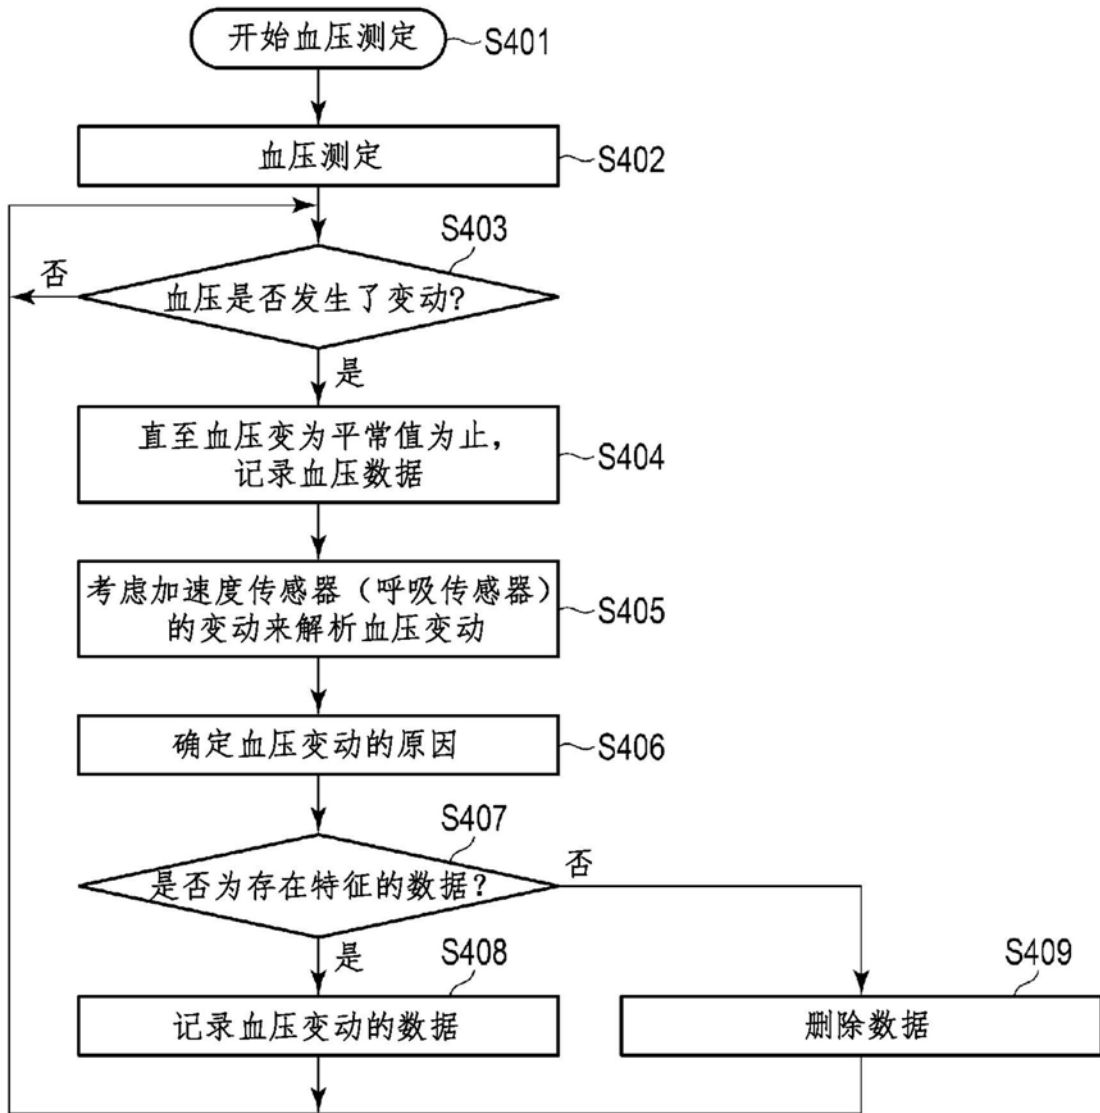 开始血压测定
S401
血压测定
S402
S403
否
血压是否发生了变动?
是
直至血压变为平常值为止，
记录血压数据
S404
考虑加速度传感器（呼吸传感器）
的变动来解析血压变动
S405
确定血压变动的原因
S406
S407
否
是否为存在特征的数据?
是
S408
S409
记录血压变动的数据
删除数据